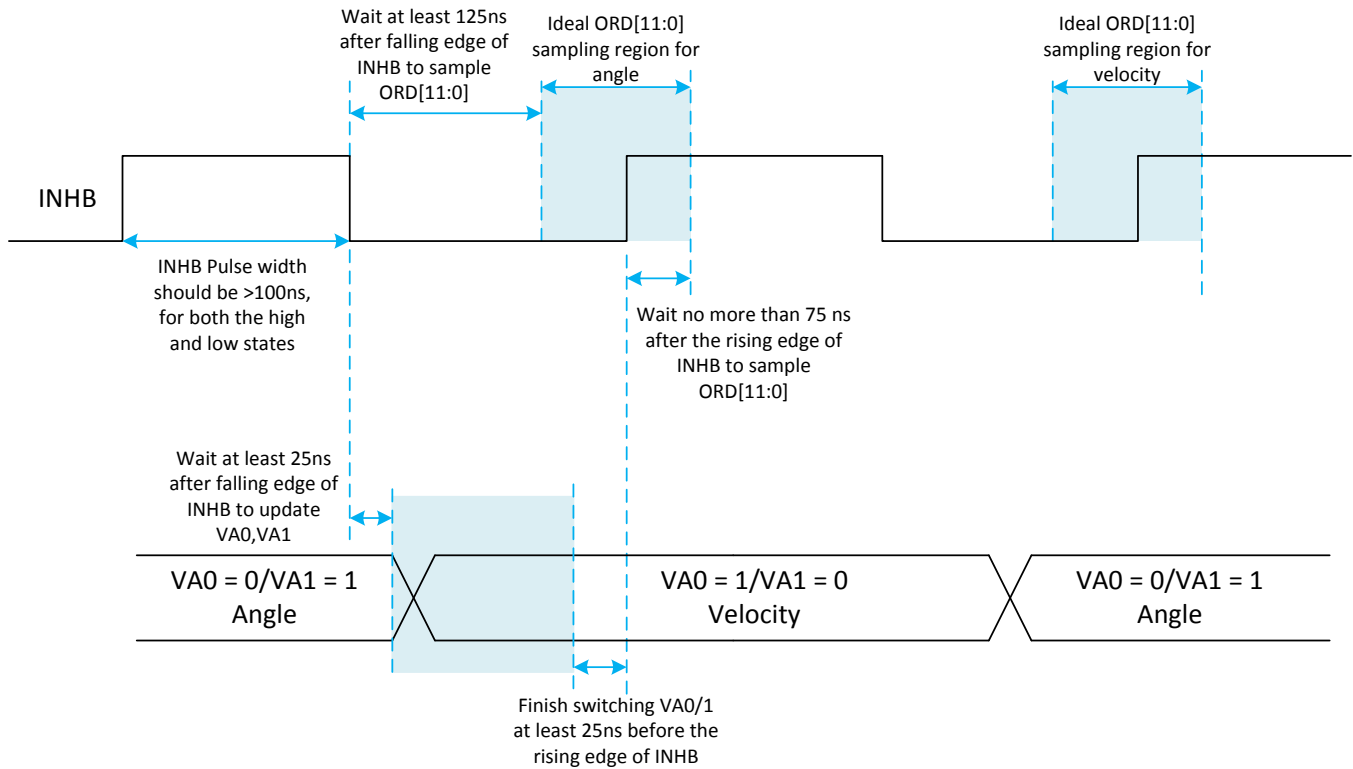 Wait at least 125ns
after falling edge of
INHB to sample
ORD[11:0]
Ideal ORD[11:0]
sampling region for
angle
Ideal ORD[11:0]
sampling region for
velocity
INHB
INHB Pulse width
should be >100ns,
for both the high
and low states
Wait no more than 75 ns
after the rising edge of
INHB to sample
ORD[11:0]
Wait at least 25ns
after falling edge of
INHB to update
VA0,VA1
VA0 = 0/VA1 = 1
Angle
VA0 = 1/VA1 = 0
Velocity
VA0 = 0/VA1 = 1
Angle
Finish switching VA0/1
at least 25ns before the
rising edge of INHB